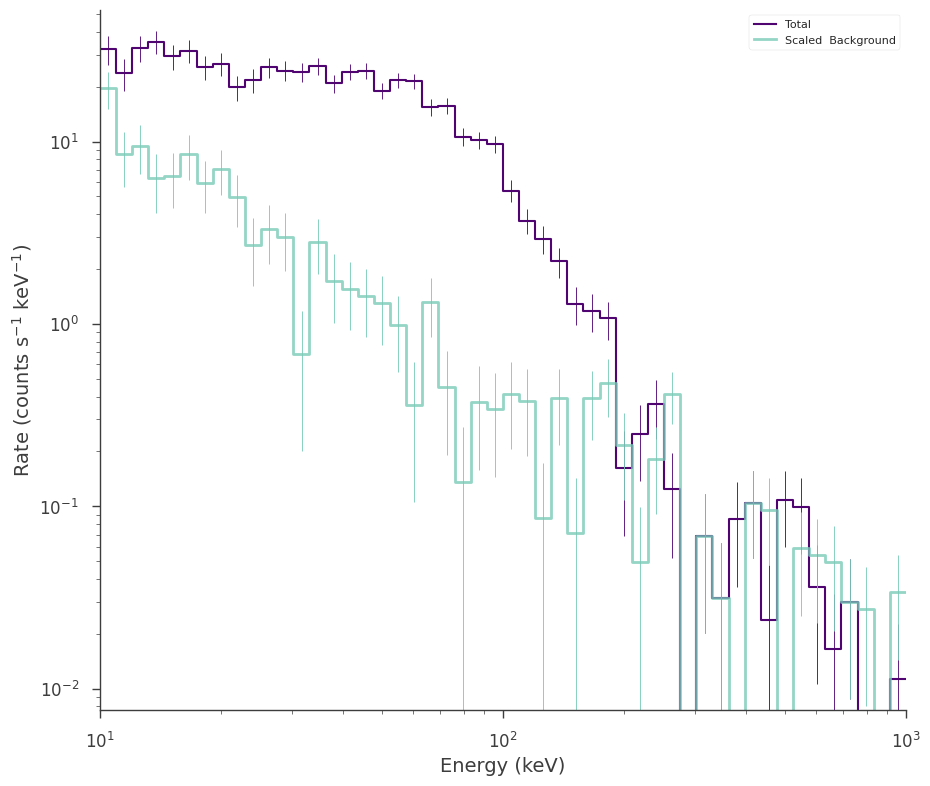 Total
Scaled  Background
Rate (counts s⁻¹ keV⁻¹)
10¹
10⁰
10⁻¹
10⁻²
10¹ 10² 10³
Energy (keV)